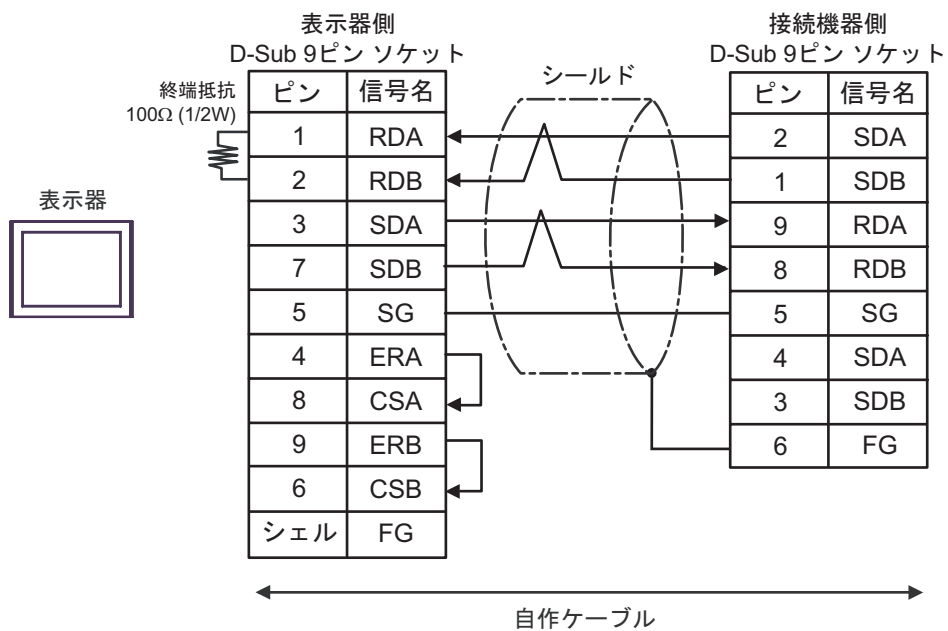 表示器側
D-Sub 9ピン ソケット
接続機器側
D-Sub 9ピン ソケット
シールド
終端抵抗
100Ω (1/2W)
表示器
ピン 信号名
1 RDA
2 RDB
3 SDA
7 SDB
5 SG
4 ERA
8 CSA
9 ERB
6 CSB
シェル FG
ピン 信号名
2 SDA
1 SDB
9 RDA
8 RDB
5 SG
4 SDA
3 SDB
6 FG
自作ケーブル